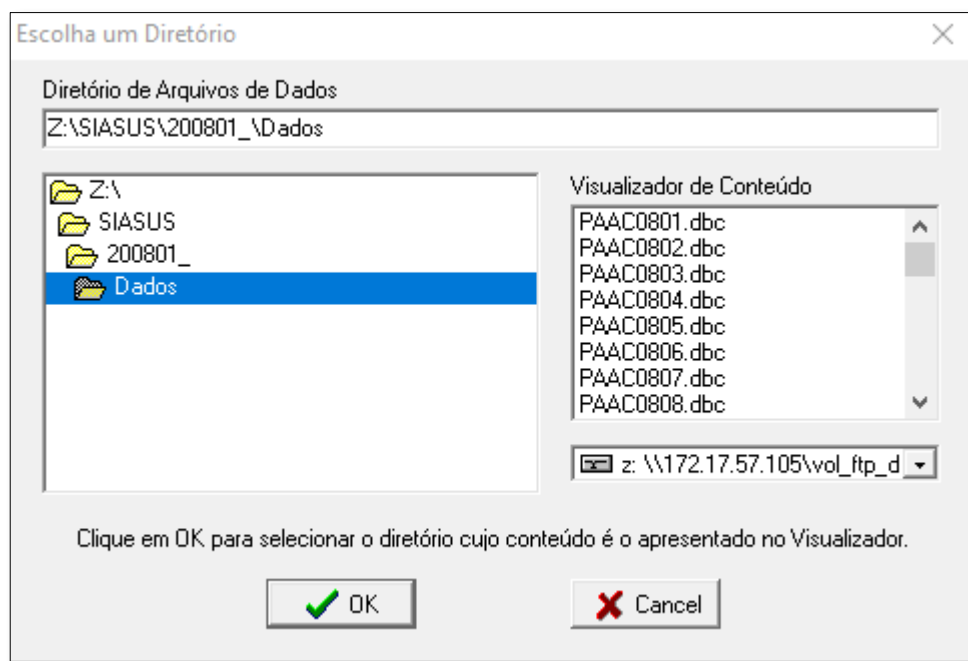 Escolha um Diretório
Diretório de Arquivos de Dados
Z:\SIASUS\200801_\Dados
Z:\
SIASUS
200801_
Dados
Visualizador de Conteúdo
PAAC0801.dbc
PAAC0802.dbc
PAAC0803.dbc
PAAC0804.dbc
PAAC0805.dbc
PAAC0806.dbc
PAAC0807.dbc
PAAC0808.dbc
z: \\172.17.57.105\vol_ftp_d
Clique em OK para selecionar o diretório cujo conteúdo é o apresentado no Visualizador.
OK
Cancel